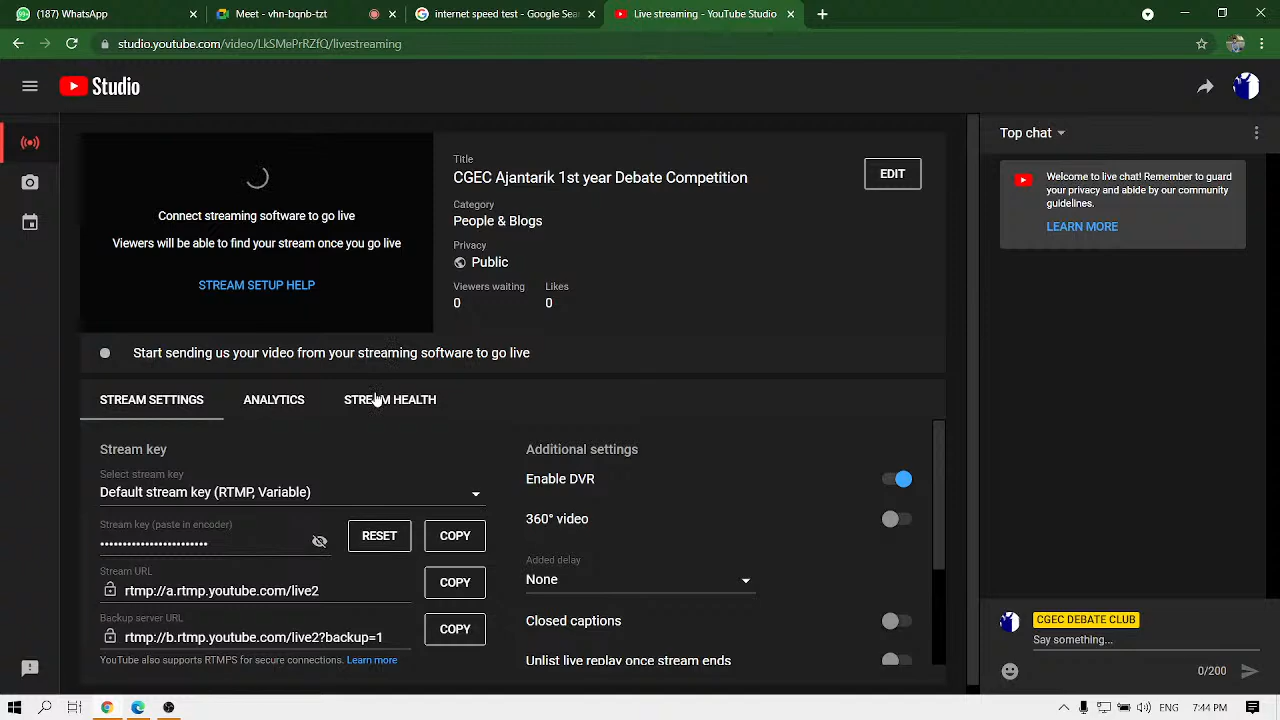 (187) WhatsApp
Meet - vhn-bqnb-tzt
internet speed test - Google Sea
Live streaming - YouTube Studio
studio.youtube.com/video/LkSMePrRZfQ/livestreaming
Studio
Connect streaming software to go live
Viewers will be able to find your stream once you go live
STREAM SETUP HELP
Title
CGEC Ajantarik 1st year Debate Competition
EDIT
Category
People & Blogs
Privacy
Public
Viewers waiting
Likes
0
0
Start sending us your video from your streaming software to go live
STREAM SETTINGS
ANALYTICS
STREAM HEALTH
Stream key
Select stream key
Default stream key (RTMP, Variable)
Stream key (paste in encoder)
••••••••••••••••••••••••
RESET
COPY
Stream URL
rtmp://a.rtmp.youtube.com/live2
COPY
Backup server URL
rtmp://b.rtmp.youtube.com/live2?backup=1
COPY
YouTube also supports RTMPS for secure connections. Learn more
Additional settings
Enable DVR
360° video
Added delay
None
Closed captions
Unlist live replay once stream ends
Top chat
Welcome to live chat! Remember to guard
your privacy and abide by our community
guidelines.
LEARN MORE
CGEC DEBATE CLUB
Say something...
0/200
ENG
7:44 PM